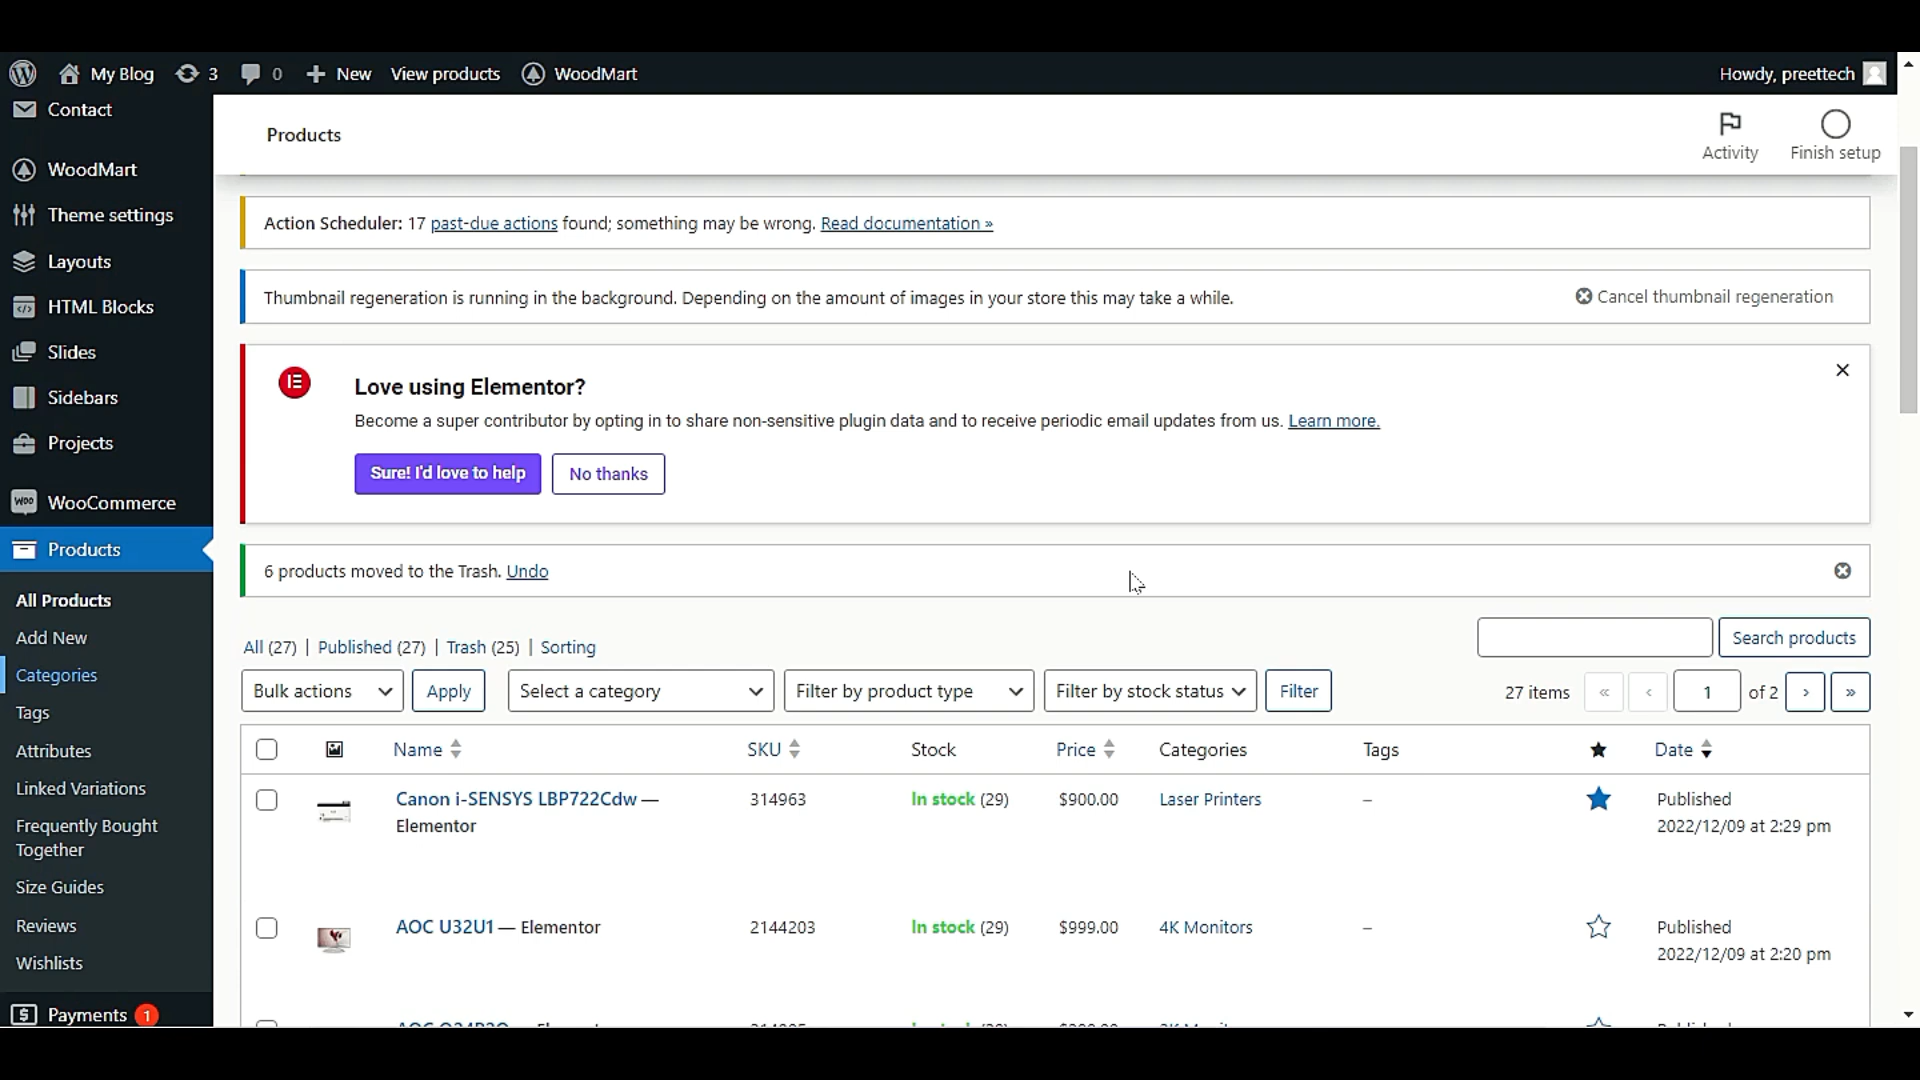 My Blog 3 0 New View products WoodMart Howdy, preettech
Contact
WoodMart
Theme settings
Layouts
HTML Blocks
Slides
Sidebars
Projects
WooCommerce
Products
All Products
Add New
Categories
Tags
Attributes
Linked Variations
Frequently Bought
Together
Size Guides
Reviews
Wishlists
Payments 1
Products
Activity
Finish setup
Action Scheduler: 17 past-due actions found; something may be wrong. Read documentation »
Thumbnail regeneration is running in the background. Depending on the amount of images in your store this may take a while. Cancel thumbnail regeneration
Love using Elementor?
Become a super contributor by opting in to share non-sensitive plugin data and to receive periodic email updates from us. Learn more.
Sure! I'd love to help No thanks
6 products moved to the Trash. Undo
All (27) | Published (27) | Trash (25) | Sorting Search products
Bulk actions Apply Select a category Filter by product type Filter by stock status Filter 27 items « ‹ 1 of 2 › »
Name SKU Stock Price Categories Tags Date
Canon i-SENSYS LBP722Cdw — 314963 In stock (29) $900.00 Laser Printers – Published
Elementor 2022/12/09 at 2:29 pm
AOC U32U1 — Elementor 2144203 In stock (29) $999.00 4K Monitors – Published
2022/12/09 at 2:20 pm